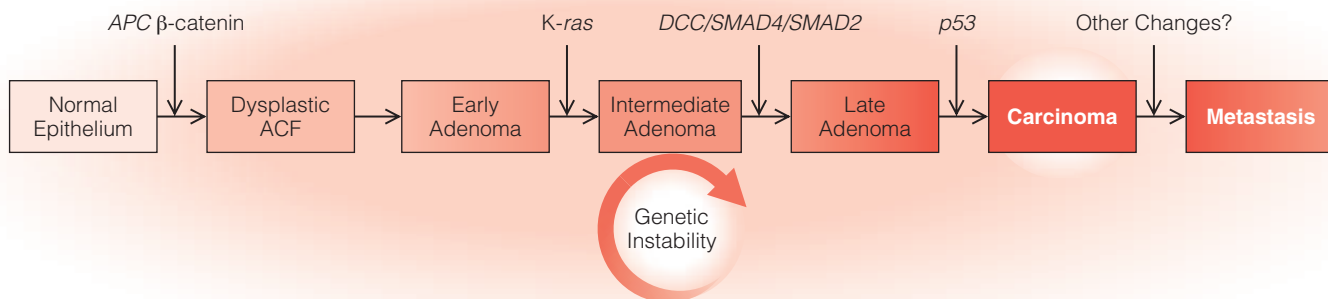 APC β-catenin
K-ras
DCC/SMAD4/SMAD2
p53
Other Changes?
Normal
Epithelium
Dysplastic
ACF
Early
Adenoma
Intermediate
Adenoma
Late
Adenoma
Carcinoma
Metastasis
Genetic
Instability